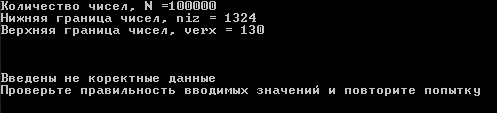 Количество чисел, N =100000
Нижняя граница чисел, niz = 1324
Верхняя граница чисел, verx = 130
Введены не коректные данные
Проверьте правильность вводимых значений и повторите попытку